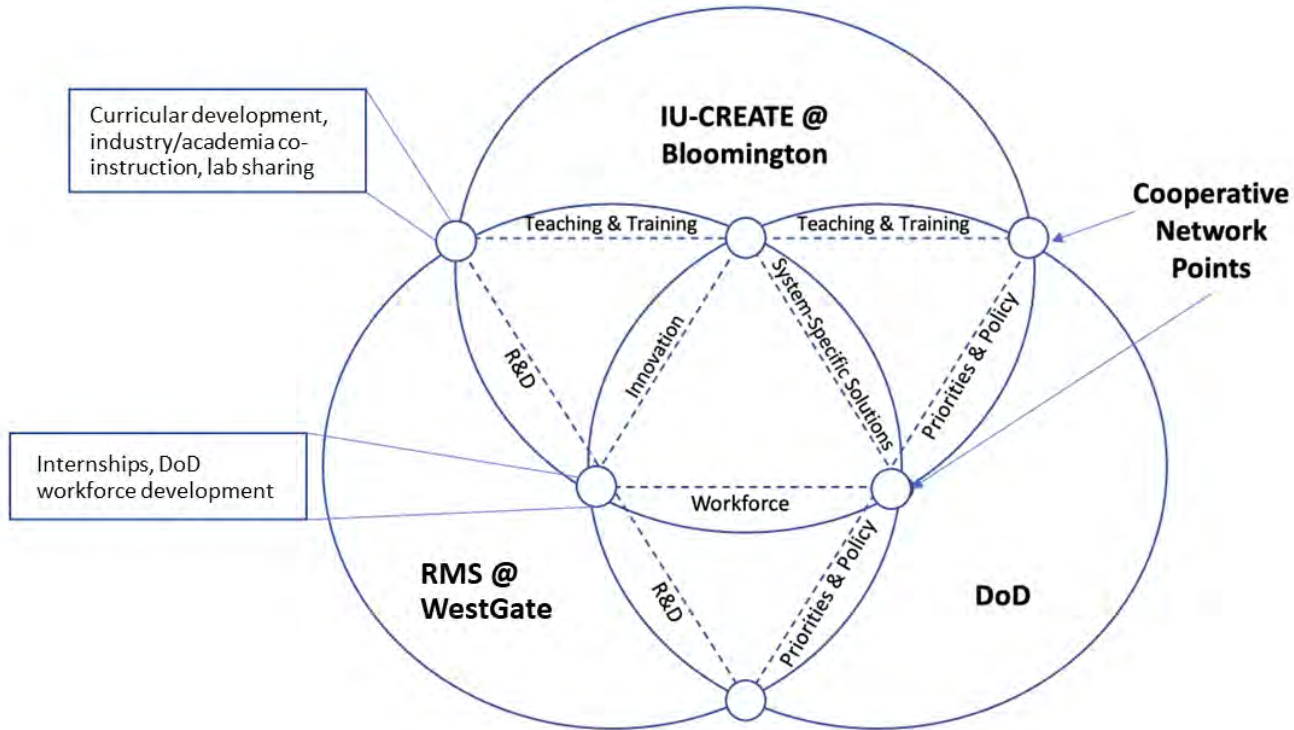 IU-CREATE @
Bloomington
Curricular development,
industry/academia co-
instruction, lab sharing
Cooperative
Network
Points
Teaching & Training
Teaching & Training
R&D
Innovation
System-Specific Solutions
Priorities & Policy
Internships, DoD
workforce development
Workforce
RMS @
WestGate
R&D
Priorities & Policy
DoD